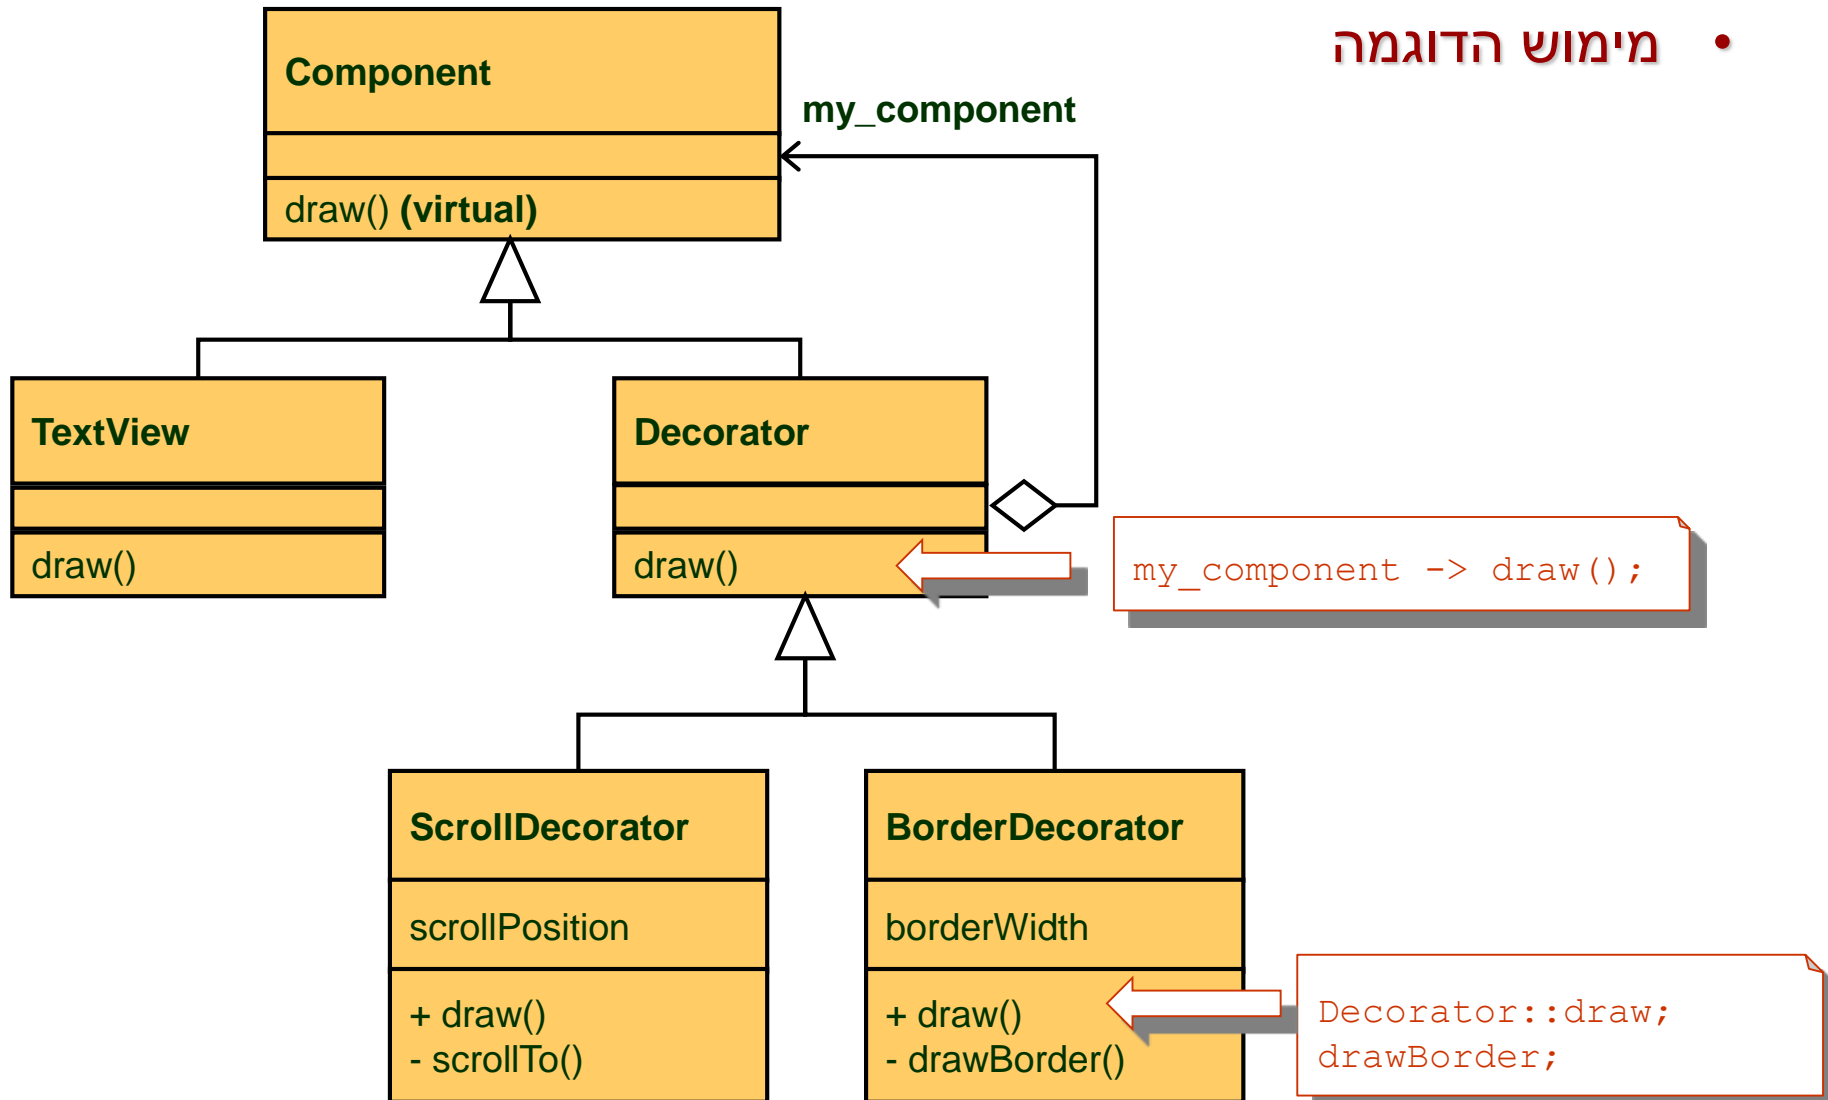 • מימוש הדוגמה
Component
my_component
draw() (virtual)
TextView
draw()
Decorator
draw()
my_component -> draw();
ScrollDecorator
scrollPosition
+ draw()
- scrollTo()
BorderDecorator
borderWidth
+ draw()
- drawBorder()
Decorator::draw;
drawBorder;